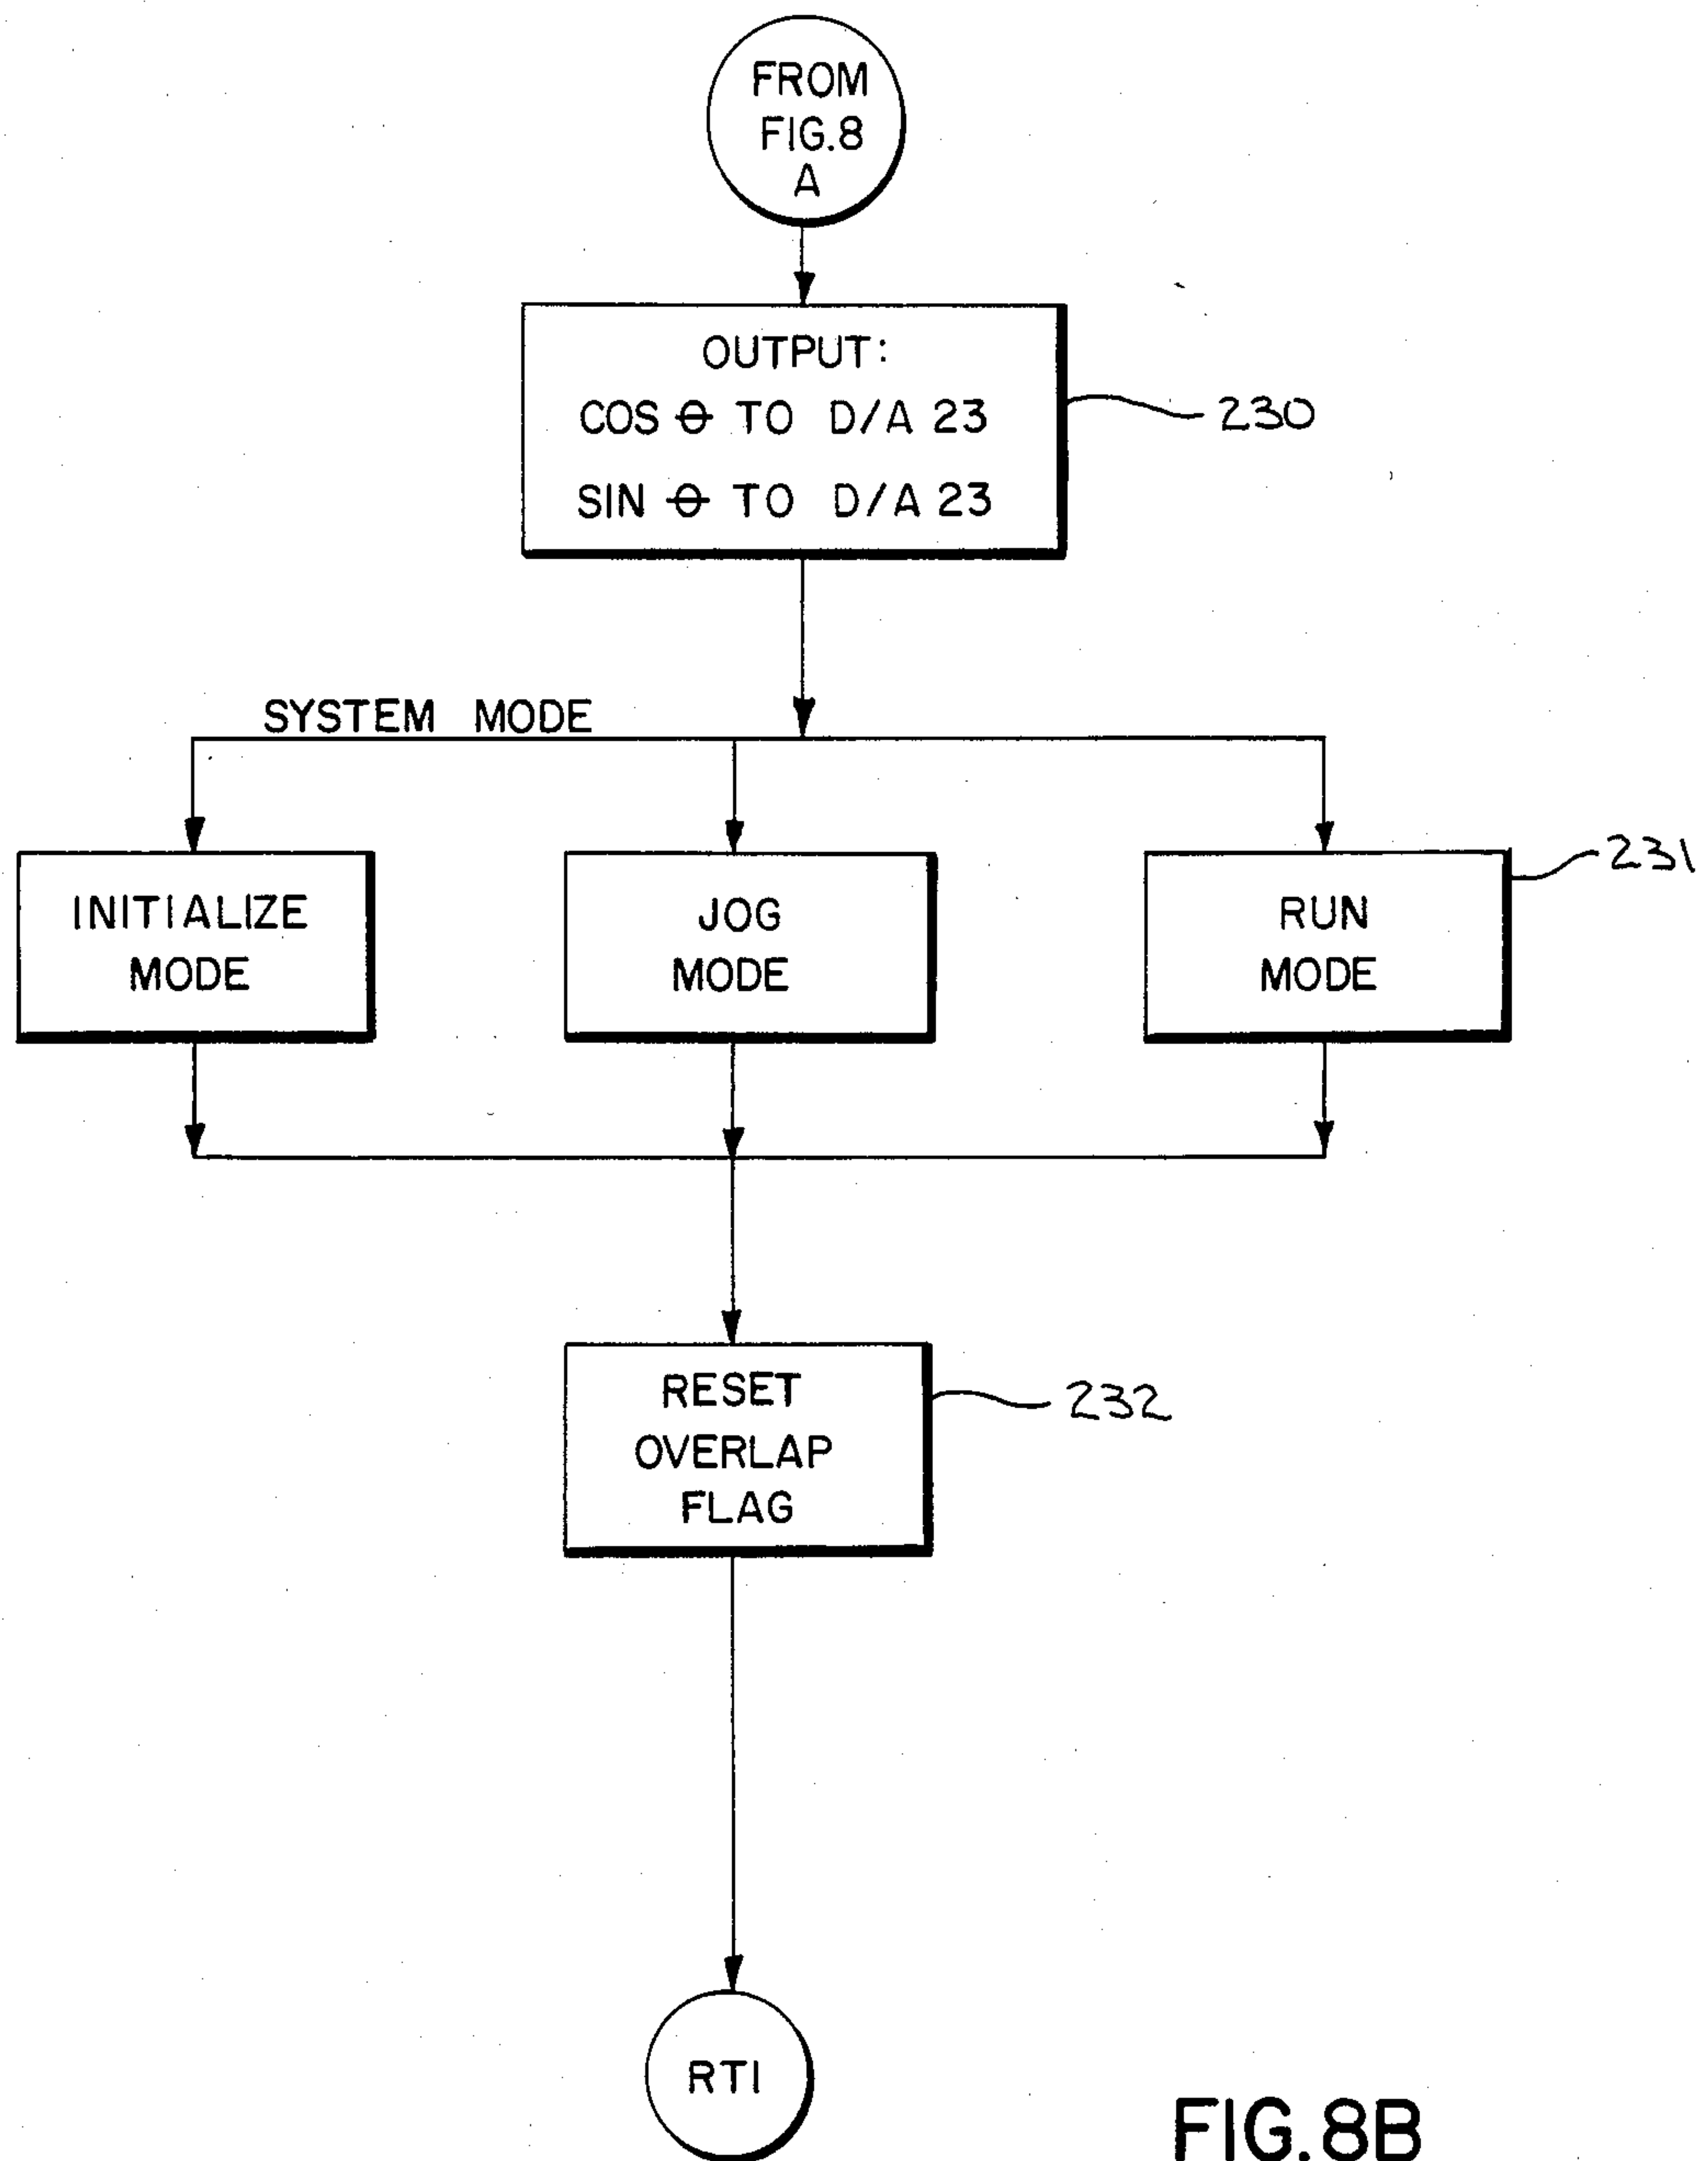 FROM
FIG.8
A
OUTPUT:
COS θ TO D/A 23
SIN θ TO D/A 23
230
SYSTEM MODE
INITIALIZE
MODE
JOG
MODE
RUN
MODE
231
RESET
OVERLAP
FLAG
232
RTI
FIG.8B